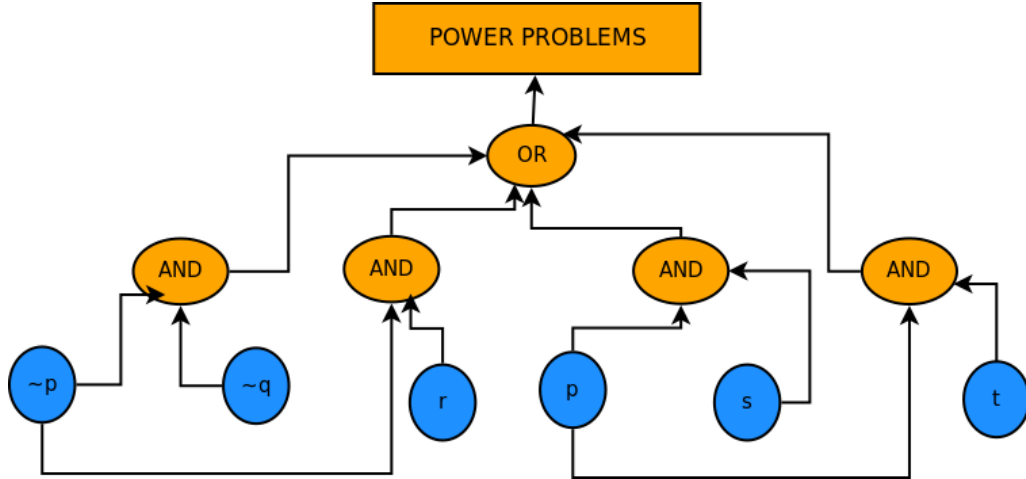 POWER PROBLEMS
OR
AND
AND
AND
AND
~p
~q
r
p
s
t